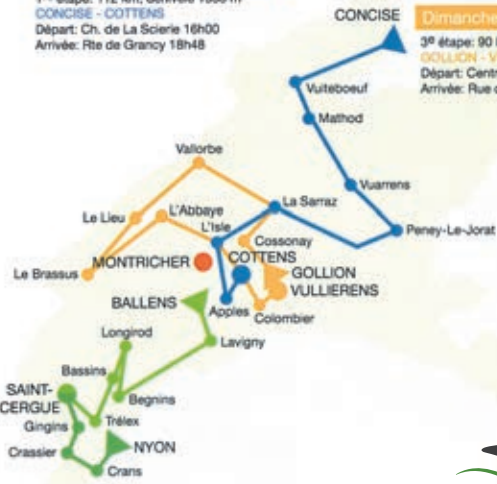 CONCISE - COTTENS
Départ: Ch. de La Scierie 16h00
Arrivée: Rte de Grancy 18h48
CONCISE
Dimanche
3e étape: 90
GOLLION - V
Départ: Centr
Arrivée: Rue
Vuiteboeuf
Mathod
Vallorbe
Vuarrens
La Sarraz
Le Lieu
L'Abbaye
L'Isle
Peney-Le-Jorat
Cossonay
MONTRICHER
COTTENS
Le Brassus
GOLLION
VULLIERENS
BALLENS
Apples
Colombier
Longirod
Lavigny
Bassins
SAINT-
CERGUE
Begnins
Trélex
Gingins
NYON
Crassier
Crans